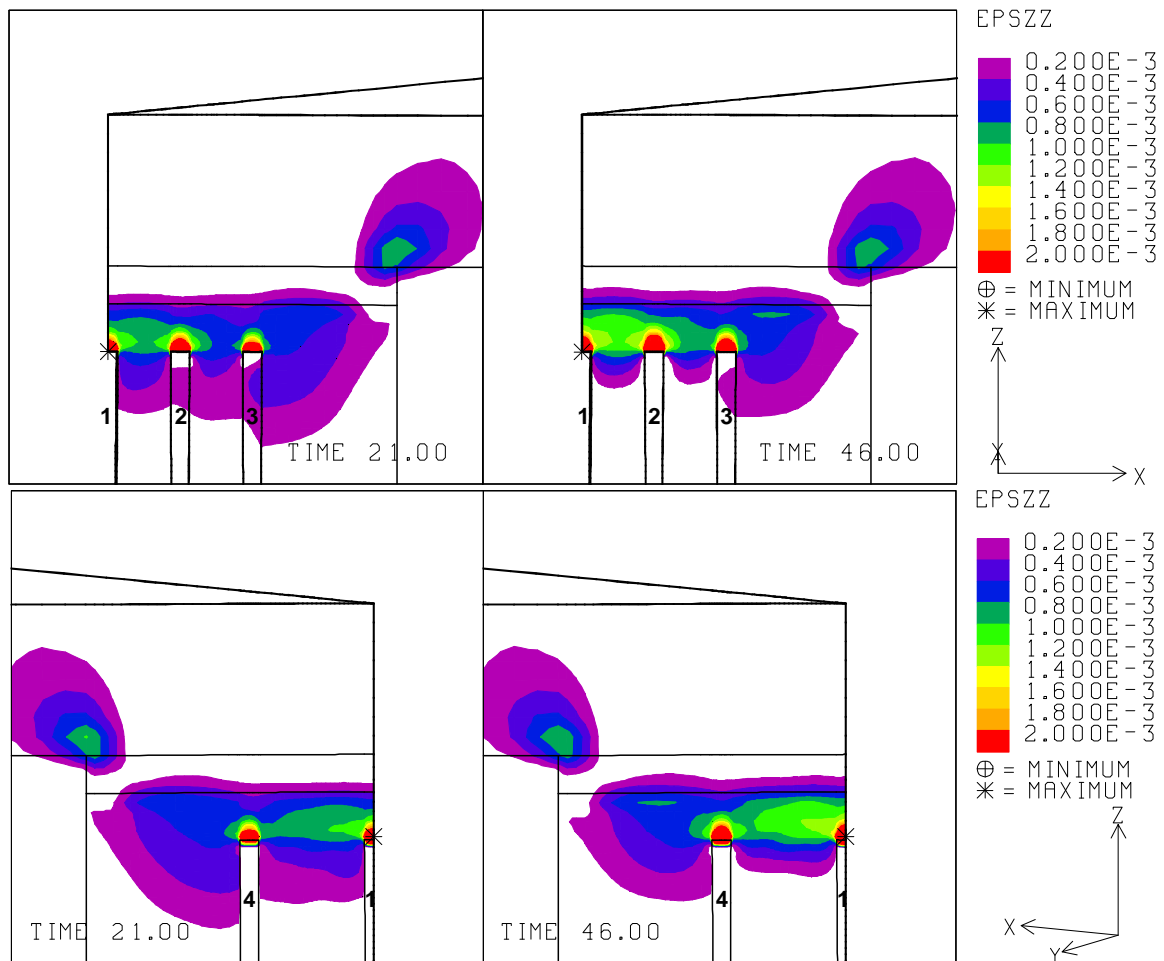 EPSZZ
0.200E-3
0.400E-3
0.600E-3
0.800E-3
1.000E-3
1.200E-3
1.400E-3
1.600E-3
1.800E-3
2.000E-3
⊕ = MINIMUM
✳ = MAXIMUM
Z
X
1 2 3
TIME 21.00
1 2 3
TIME 46.00
EPSZZ
0.200E-3
0.400E-3
0.600E-3
0.800E-3
1.000E-3
1.200E-3
1.400E-3
1.600E-3
1.800E-3
2.000E-3
⊕ = MINIMUM
✳ = MAXIMUM
Z
X
Y
4 1
TIME 21.00
4 1
TIME 46.00